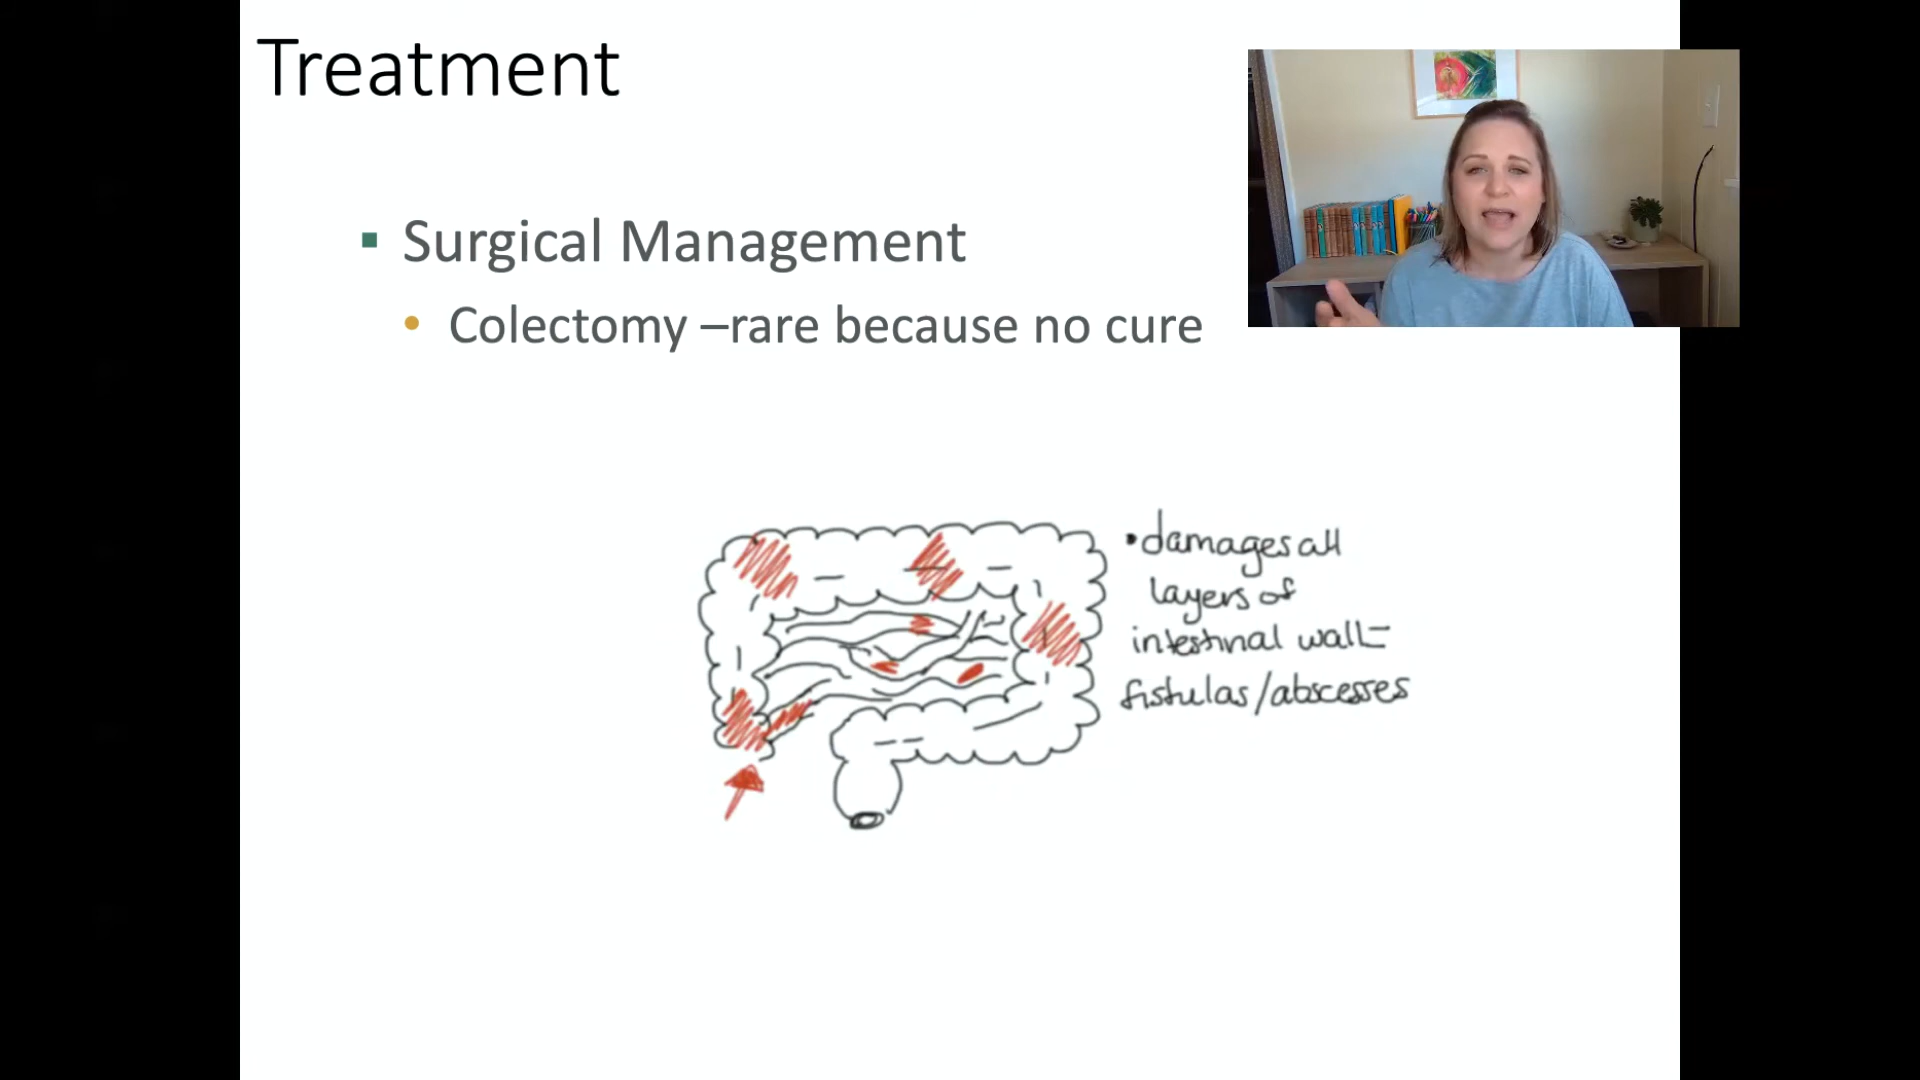 Treatment
▪ Surgical Management
• Colectomy –rare because no cure
•damages all
layers of
intestinal wall–
fistulas/abscesses